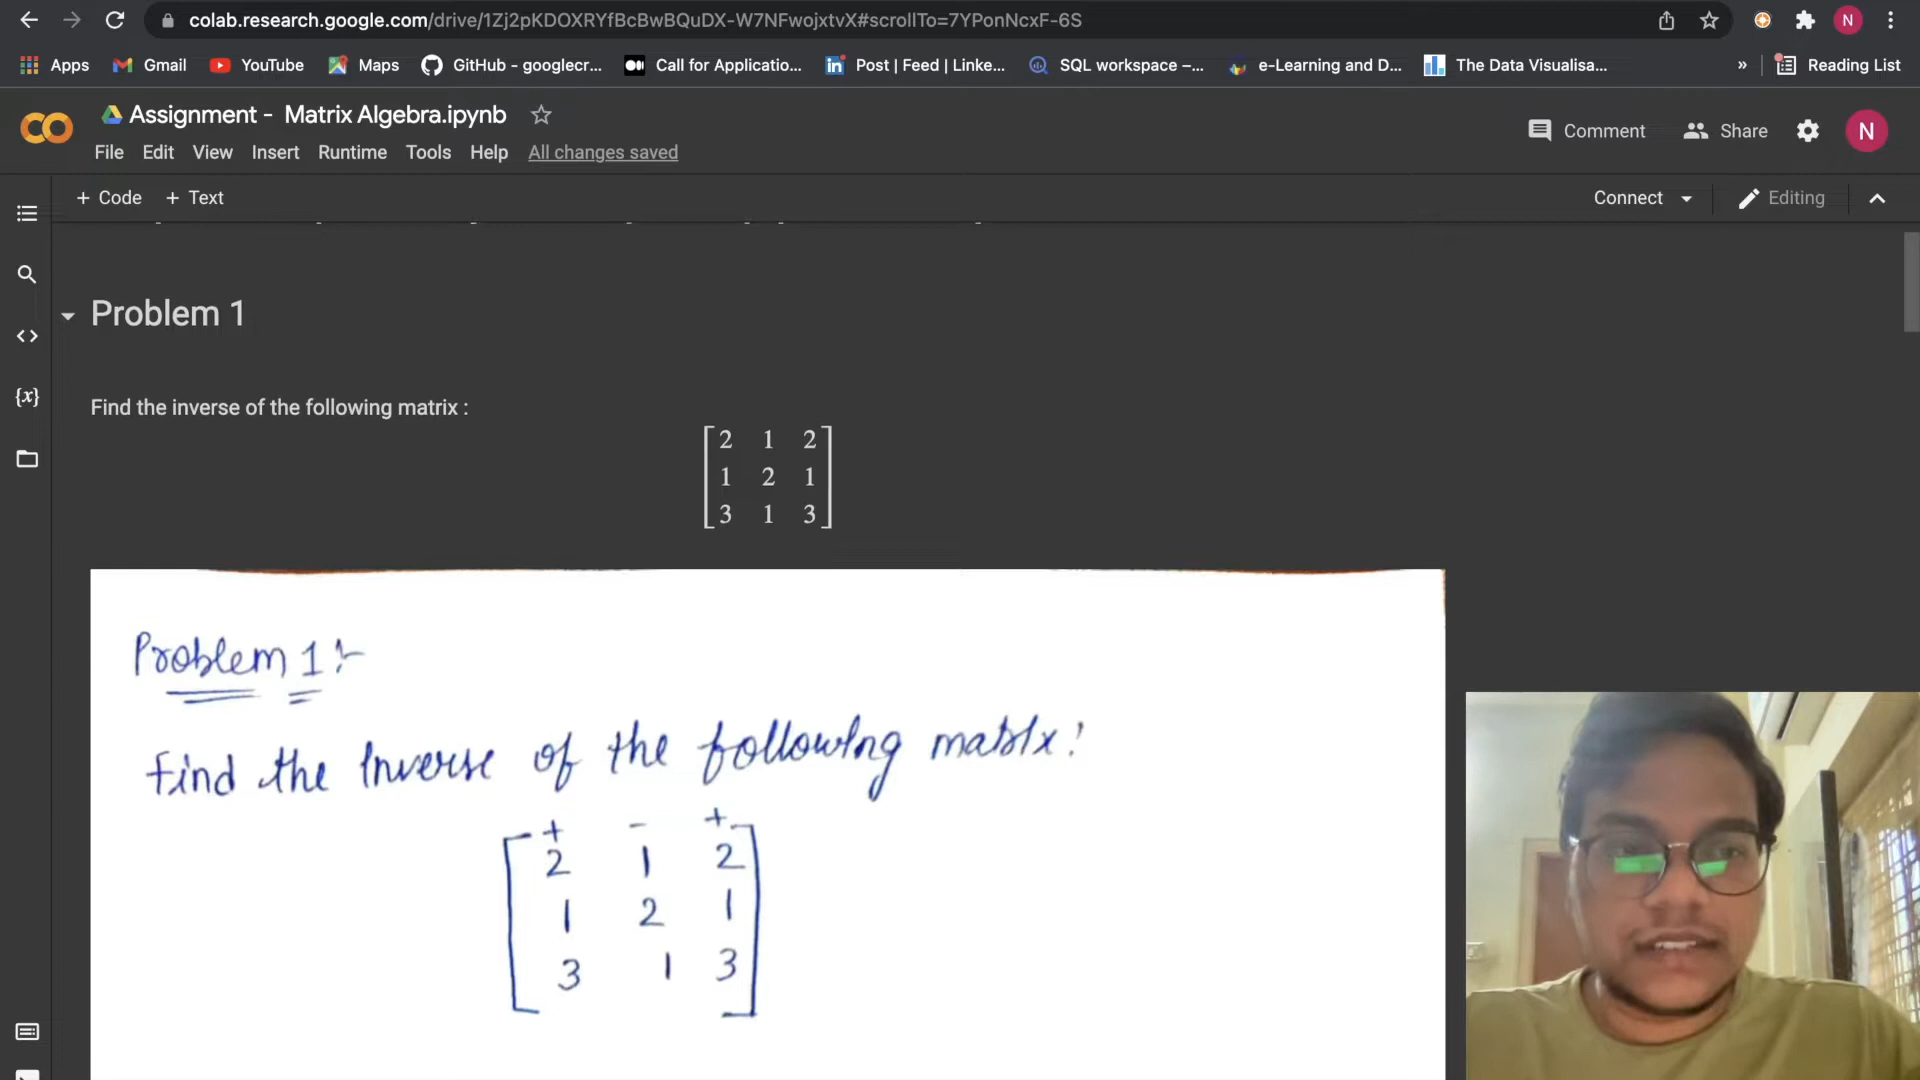 colab.research.google.com/drive/1Zj2pKDOXRYfBcBwBQuDX-W7NFwojxtvX#scrollTo=7YPonNcxF-6S
N
Apps Gmail YouTube Maps GitHub - googlecr... Call for Applicatio... Post | Feed | Linke... SQL workspace –... e-Learning and D... The Data Visualisa... » Reading List
Assignment - Matrix Algebra.ipynb
Comment Share N
File Edit View Insert Runtime Tools Help All changes saved
+ Code + Text Connect Editing
Problem 1
Find the inverse of the following matrix :
2 1 2
1 2 1
3 1 3
Problem 1:-
Find the inverse of the following matrix:
+ - +
2 1 2
1 2 1
3 1 3